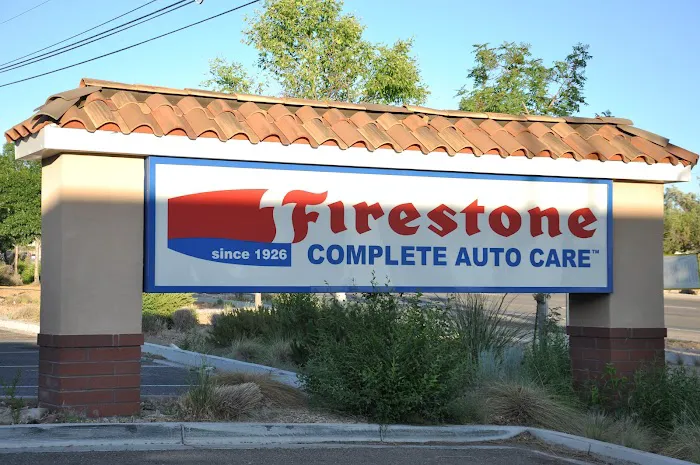 Firestone
since 1926
COMPLETE AUTO CARE™